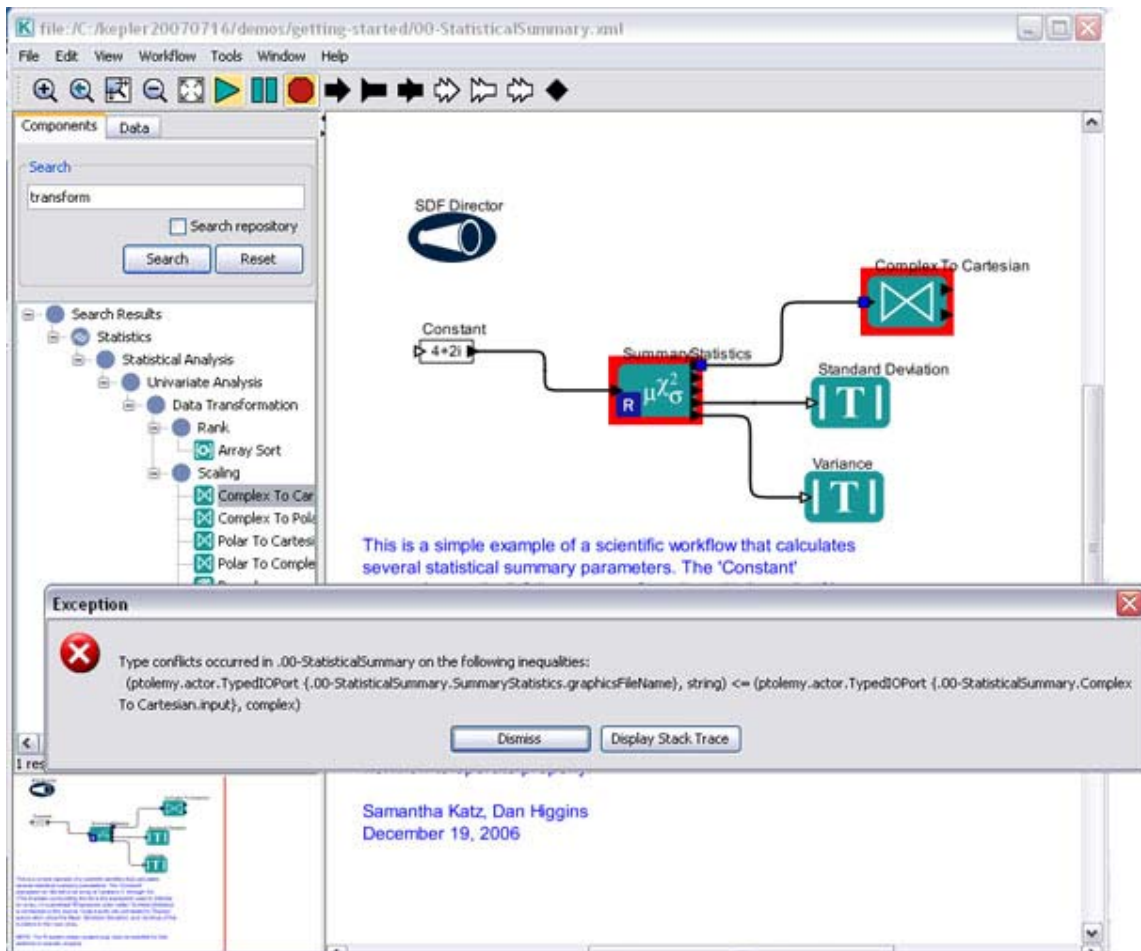 file:/C:/kepler20070716/demos/getting-started/00-StatisticalSummary.xml
File Edit View Workflow Tools Window Help
Components Data
Search
transform
Search repository
Search Reset
Search Results
Statistics
Statistical Analysis
Univariate Analysis
Data Transformation
Rank
Array Sort
Scaling
Complex To Car
Complex To Pola
Polar To Cartesi
Polar To Comple
SDF Director
Complex To Cartesian
Constant
4+2i
SummaryStatistics
R μχ²σ
Standard Deviation
T
Variance
T
This is a simple example of a scientific workflow that calculates
several statistical summary parameters. The 'Constant'
Exception
Type conflicts occurred in .00-StatisticalSummary on the following inequalities:
(ptolemy.actor.TypedIOPort {.00-StatisticalSummary.SummaryStatistics.graphicsFileName}, string) <= (ptolemy.actor.TypedIOPort {.00-StatisticalSummary.Complex
To Cartesian.input}, complex)
Dismiss Display Stack Trace
1 res
Samantha Katz, Dan Higgins
December 19, 2006